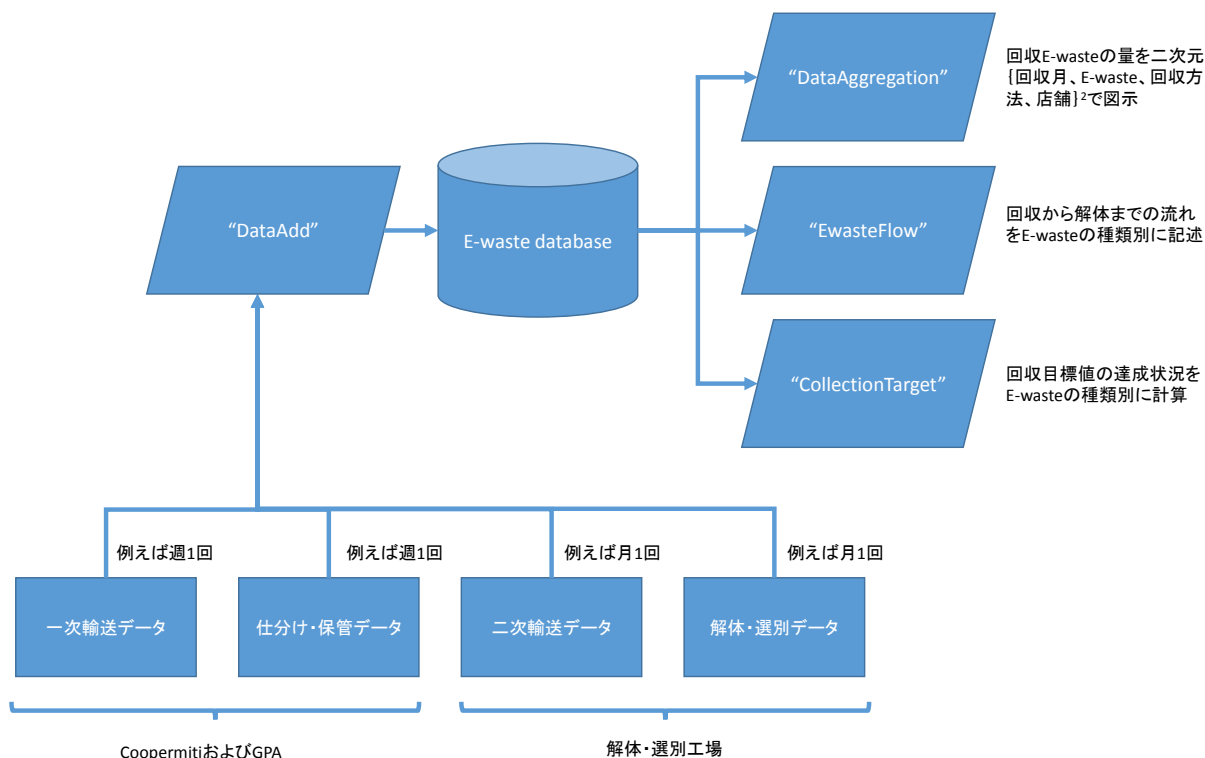 "DataAggregation"
回収E-wasteの量を二次元
{回収月、E-waste、回収方
法、店舗}²で図示
"DataAdd"
E-waste database
"EwasteFlow"
回収から解体までの流れ
をE-wasteの種類別に記述
"CollectionTarget"
回収目標値の達成状況を
E-wasteの種類別に計算
例えば週1回
例えば週1回
例えば月1回
例えば月1回
一次輸送データ
仕分け・保管データ
二次輸送データ
解体・選別データ
CoopermitiおよびGPA
解体・選別工場